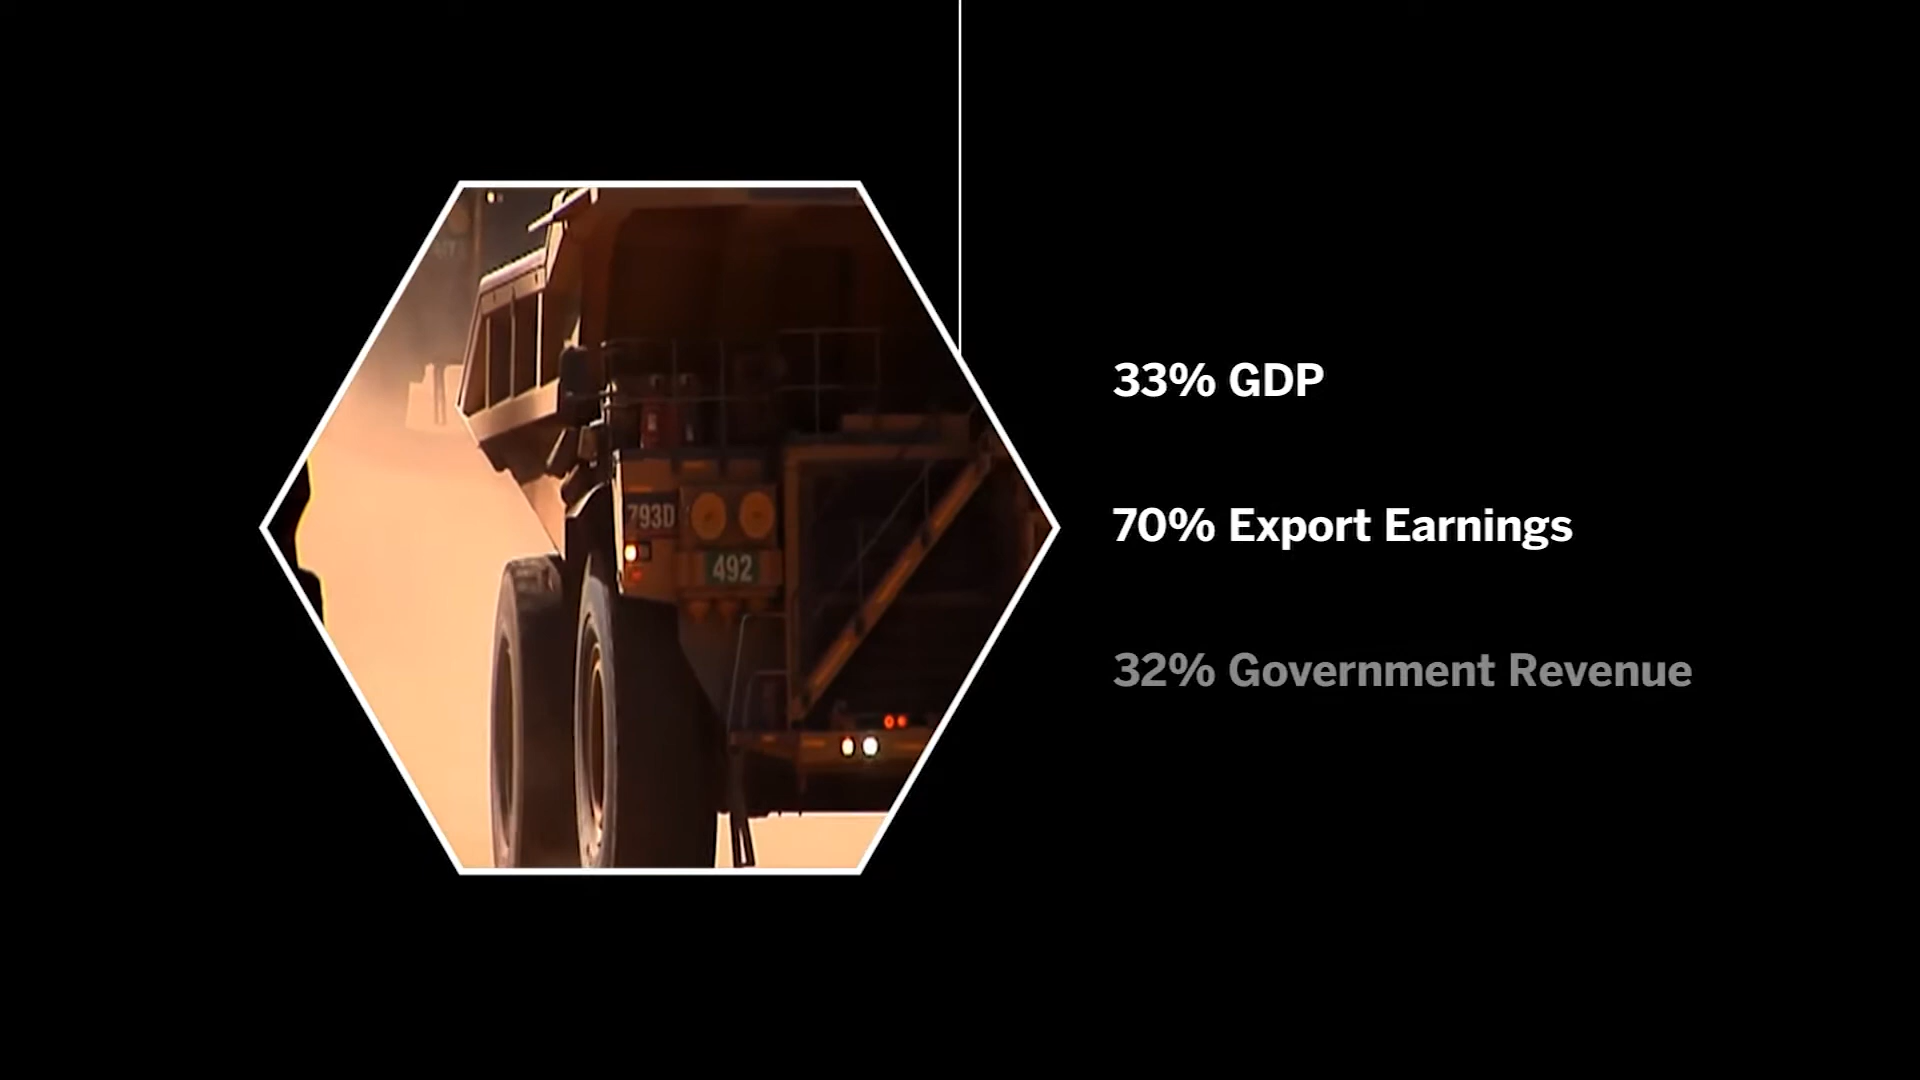 793D
492
33% GDP
70% Export Earnings
32% Government Revenue